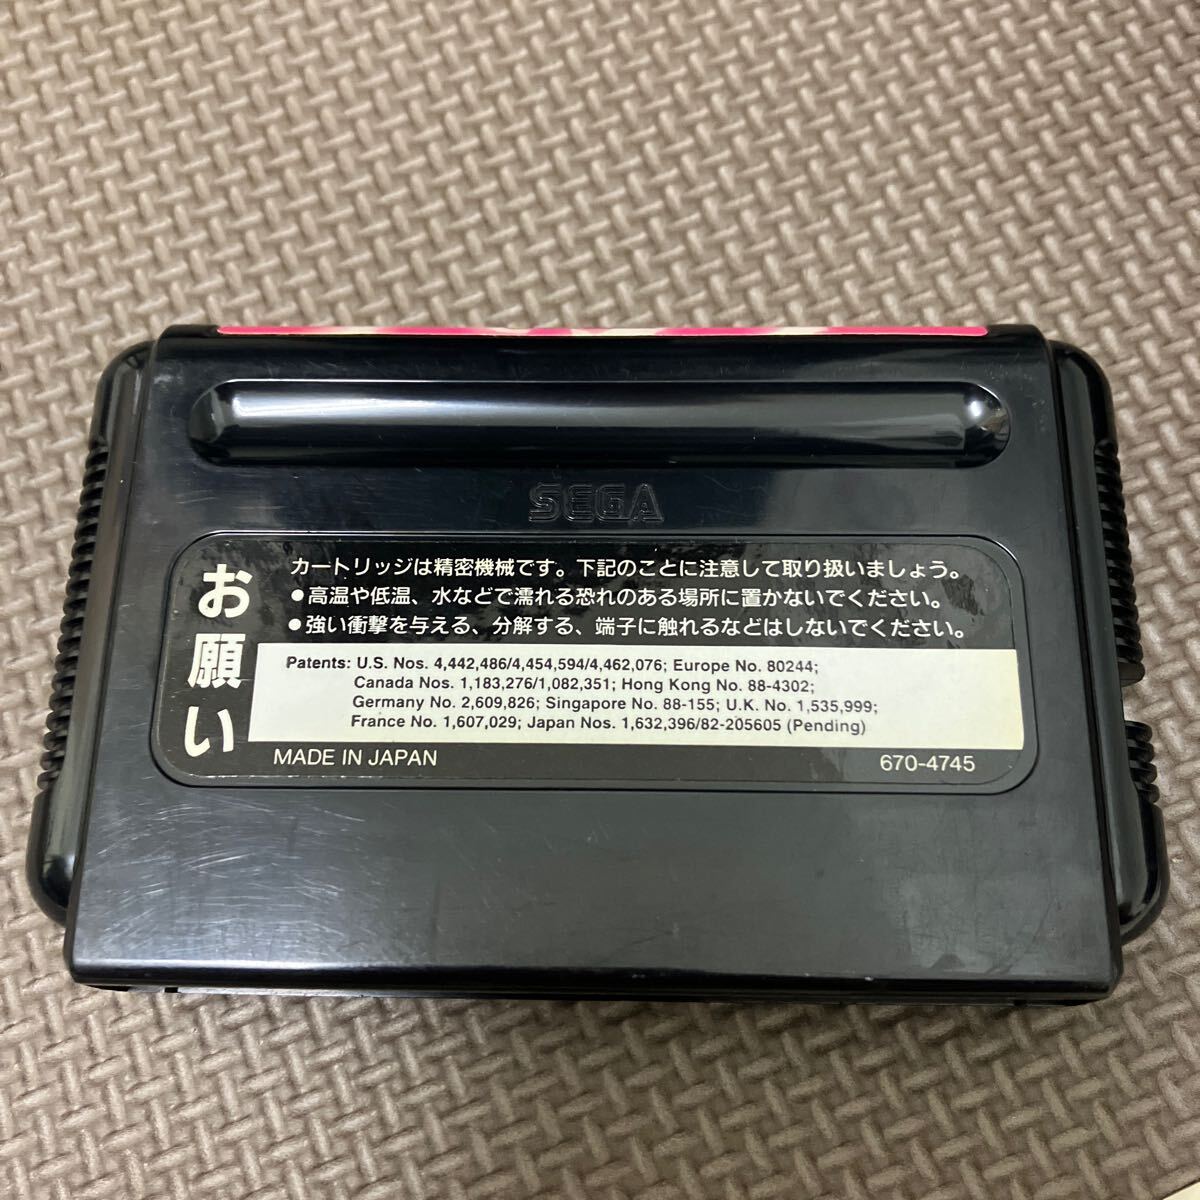 SEGA
お願い
カートリッジは精密機械です。下記のことに注意して取り扱いましょう。
●高温や低温、水などで濡れる恐れのある場所に置かないでください。
●強い衝撃を与える、分解する、端子に触れるなどはしないでください。
Patents: U.S. Nos. 4,442,486/4,454,594/4,462,076; Europe No. 80244;
Canada Nos. 1,183,276/1,082,351; Hong Kong No. 88-4302;
Germany No. 2,609,826; Singapore No. 88-155; U.K. No. 1,535,999;
France No. 1,607,029; Japan Nos. 1,632,396/82-205605 (Pending)
MADE IN JAPAN
670-4745